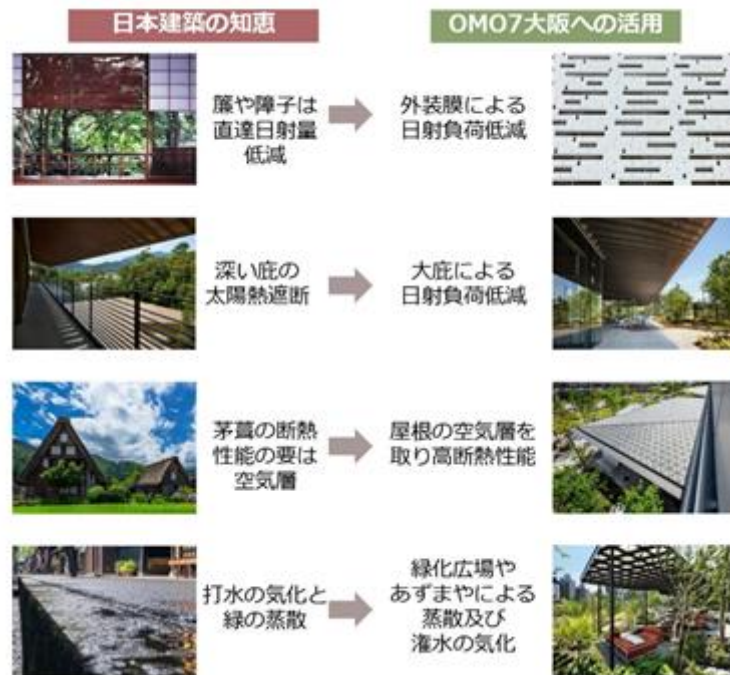 日本建築の知恵
OMO7大阪への活用
簾や障子は
直達日射量
低減
外装膜による
日射負荷低減
深い庇の
太陽熱遮断
大庇による
日射負荷低減
茅葺の断熱
性能の要は
空気層
屋根の空気層を
取り高断熱性能
打水の気化と
緑の蒸散
緑化広場や
あずまやによる
蒸散及び
潅水の気化